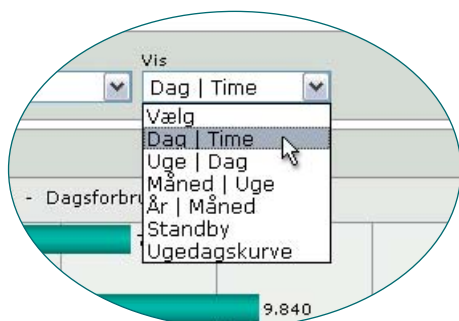 Vis
Dag | Time
Vælg
Dag | Time
Uge | Dag
Måned | Uge
- Dagsforbru
År | Måned
Standby
Ugedagskurve
9.840